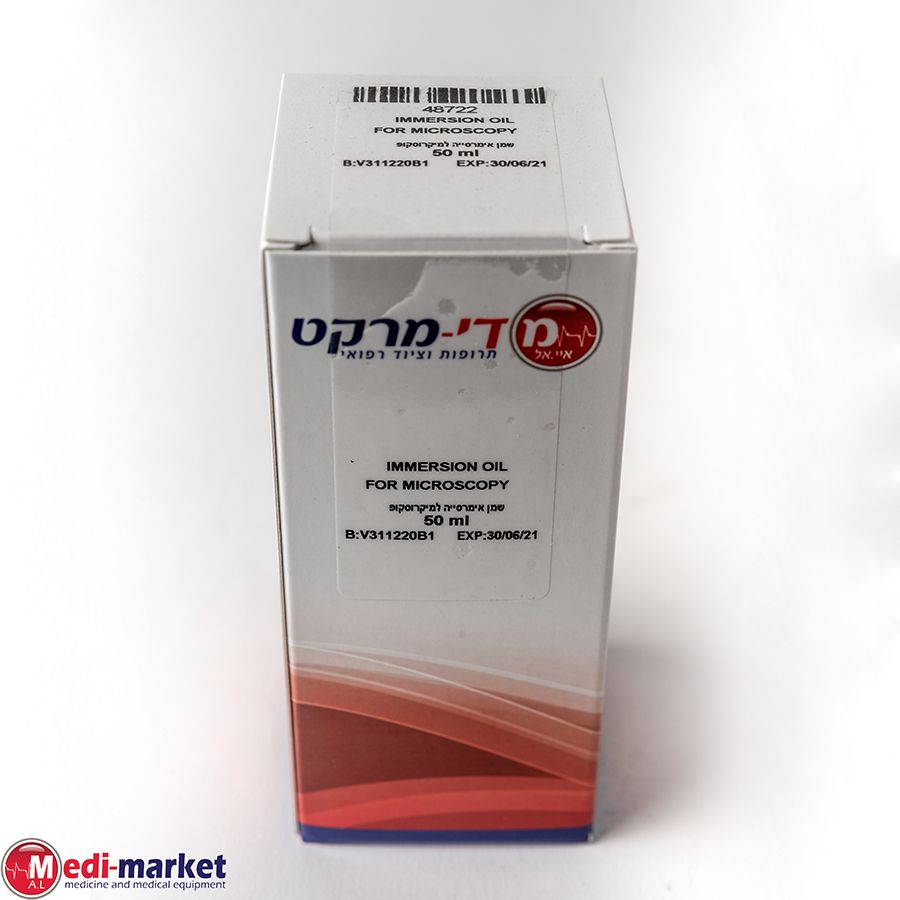 48722
IMMERSION OIL
FOR MICROSCOPY
שמן אימרסייה למיקרוסקופ
50 ml
B:V311220B1 EXP:30/06/21
מדי-מרקט
איי.אל
תרופות וציוד רפואי
IMMERSION OIL
FOR MICROSCOPY
שמן אימרסייה למיקרוסקופ
50 ml
B:V311220B1 EXP:30/06/21
Medi-market
A.L
medicine and medical equipment